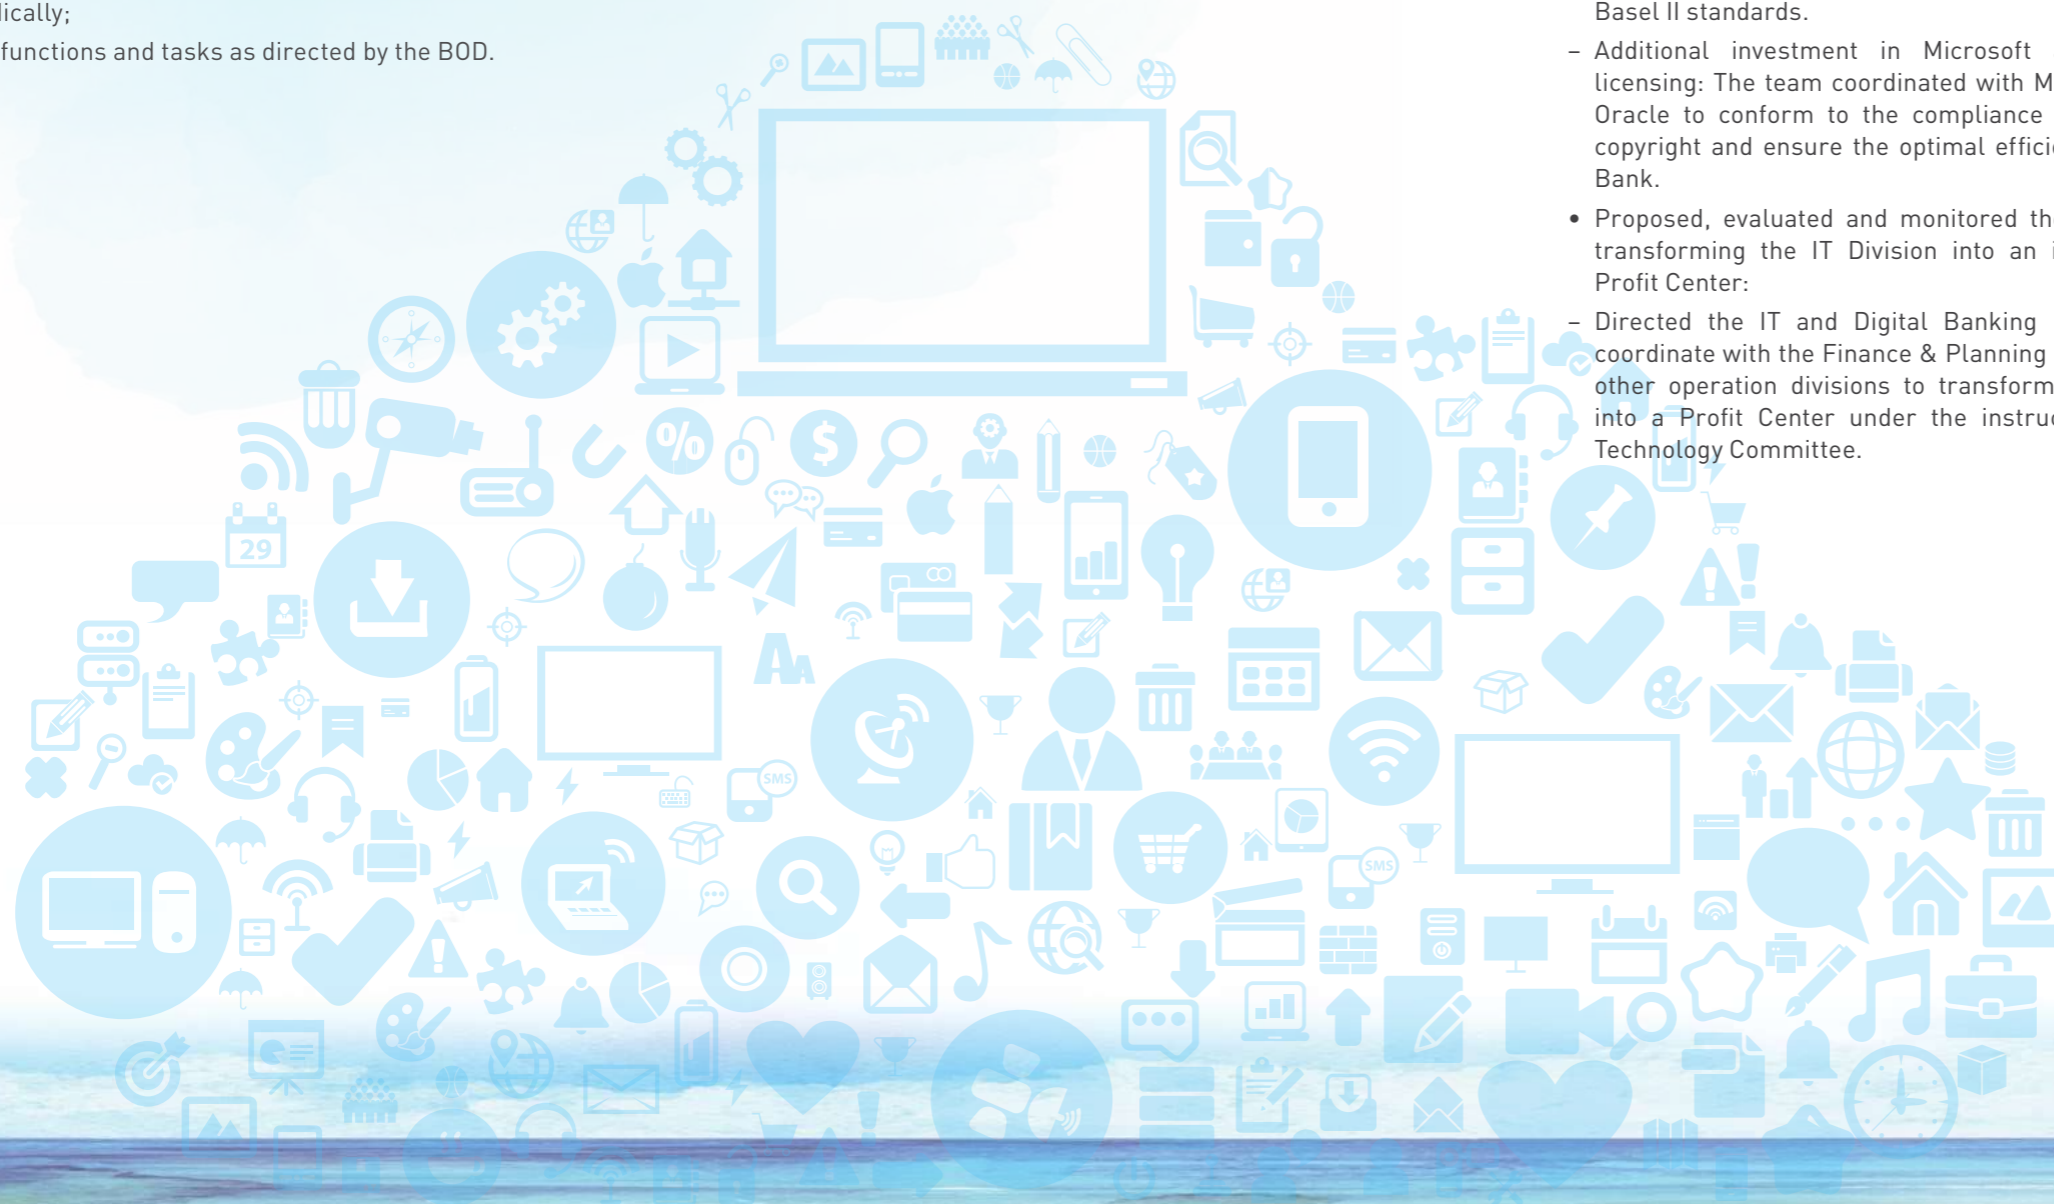 lically;
functions and tasks as directed by the BOD.
Basel II standards.
– Additional investment in Microsoft
licensing: The team coordinated with M
Oracle to conform to the compliance
copyright and ensure the optimal effici
Bank.
• Proposed, evaluated and monitored th
transforming the IT Division into an i
Profit Center:
– Directed the IT and Digital Banking
coordinate with the Finance & Planning
other operation divisions to transform
into a Profit Center under the instruc
Technology Committee.
%
$
29
AA
SMS
SMS